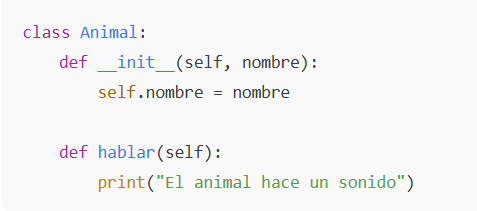 class Animal:
    def __init__(self, nombre):
        self.nombre = nombre

    def hablar(self):
        print("El animal hace un sonido")